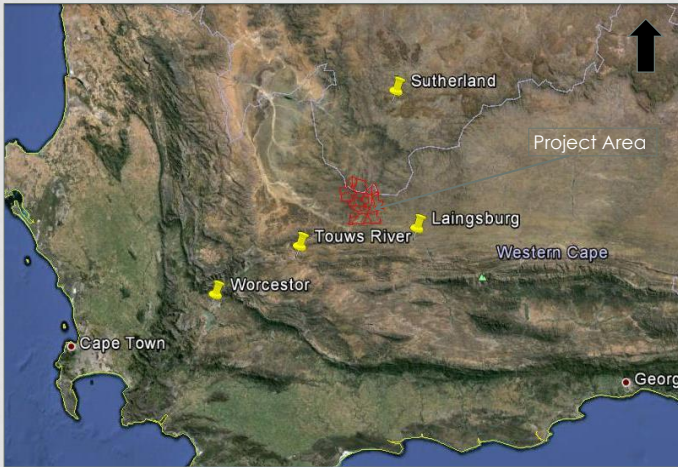 Sutherland
Project Area
Laingsburg
Touws River
Western Cape
Worcestor
Cape Town
Georg